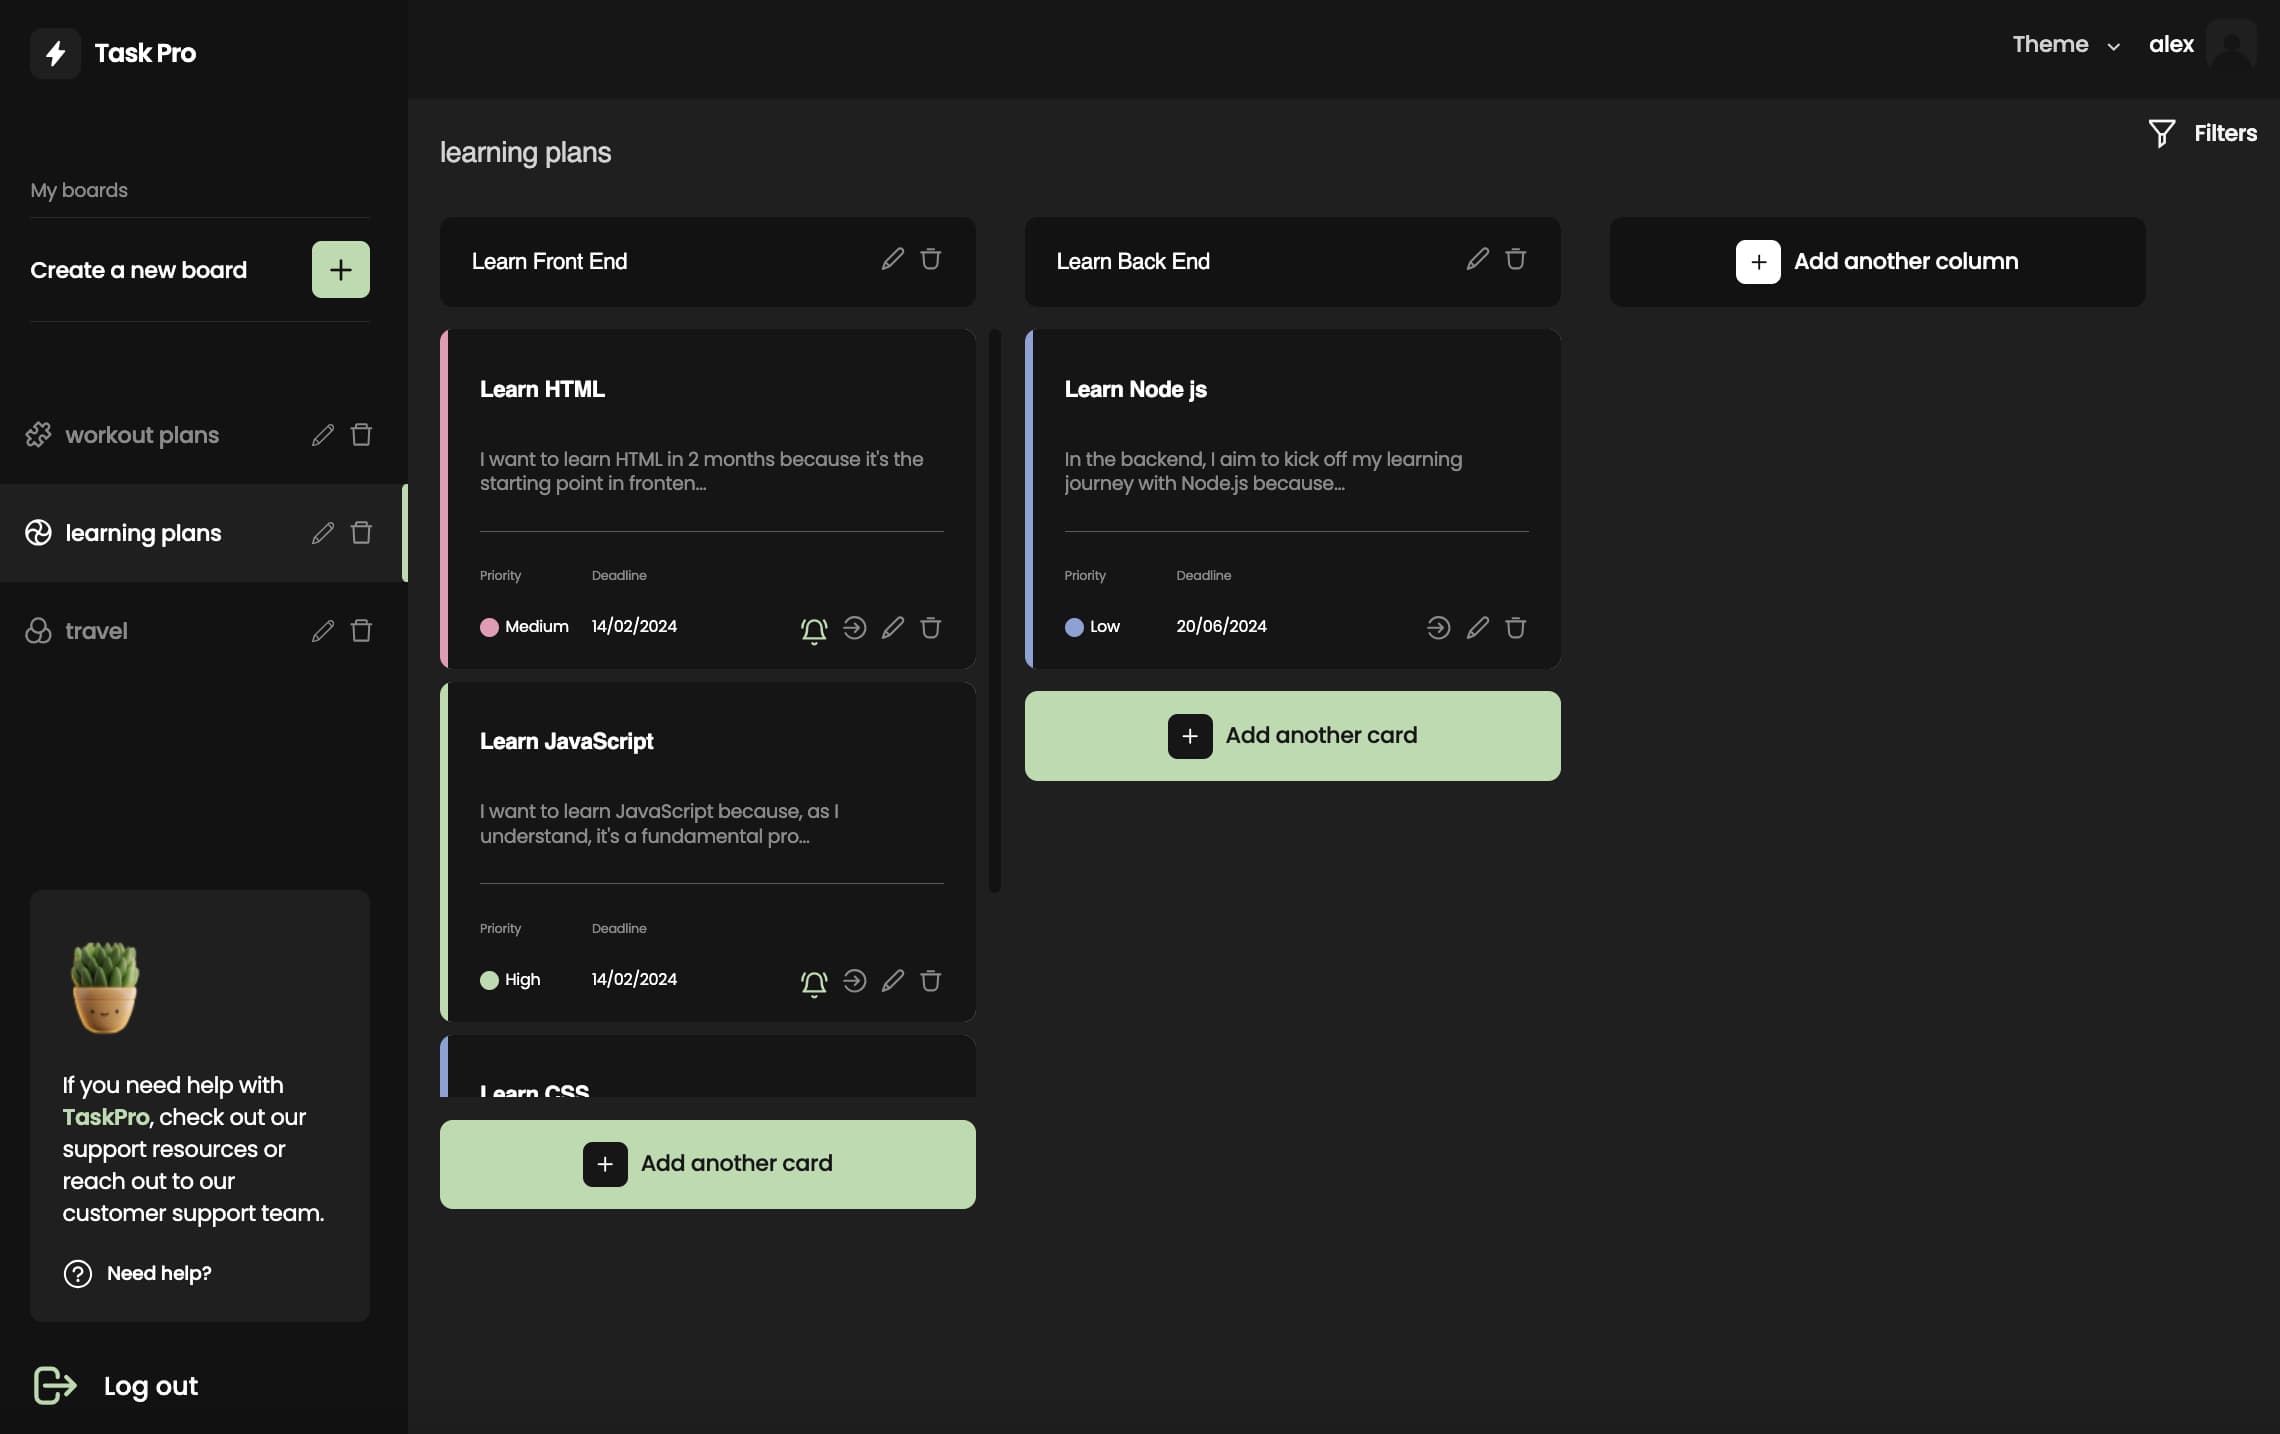 Task Pro
Theme
alex
My boards
Create a new board
workout plans
learning plans
travel
If you need help with
TaskPro, check out our
support resources or
reach out to our
customer support team.
Need help?
Log out
learning plans
Filters
Learn Front End
Learn HTML
I want to learn HTML in 2 months because it's the
starting point in fronten...
Priority
Deadline
Medium
14/02/2024
Learn JavaScript
I want to learn JavaScript because, as I
understand, it's a fundamental pro...
Priority
Deadline
High
14/02/2024
Learn CSS
Add another card
Learn Back End
Learn Node js
In the backend, I aim to kick off my learning
journey with Node.js because...
Priority
Deadline
Low
20/06/2024
Add another card
Add another column